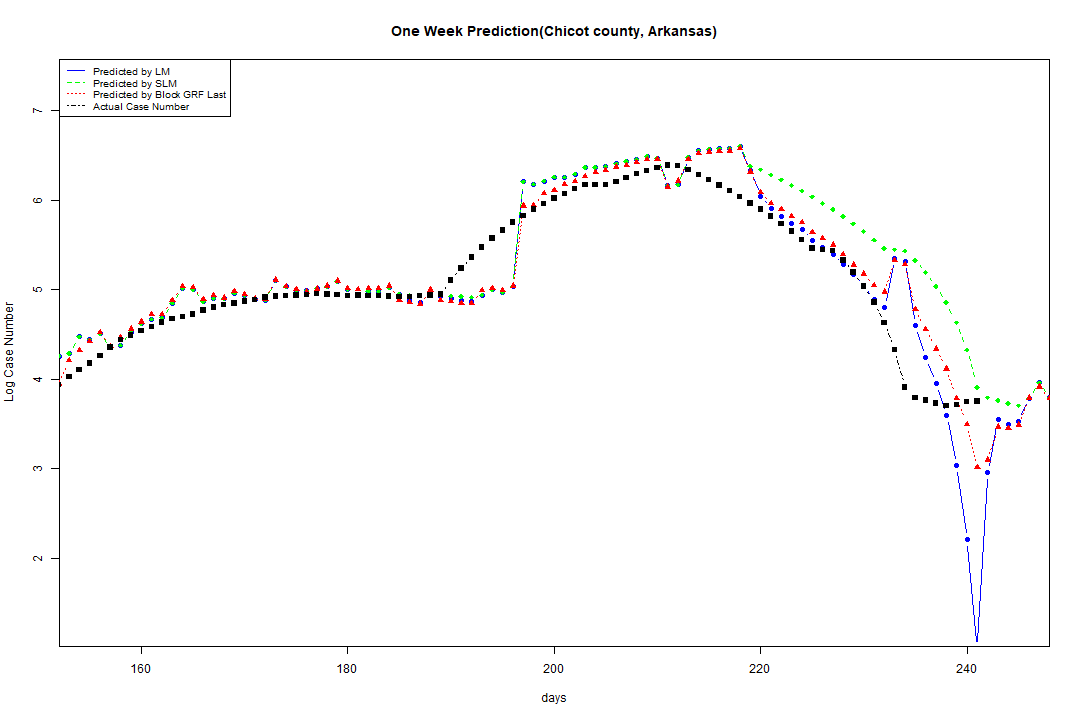 One Week Prediction(Chicot county, Arkansas)
Predicted by LM
Predicted by SLM
Predicted by Block GRF Last
Actual Case Number
Log Case Number
7
6
5
4
3
2
160 180 200 220 240
days